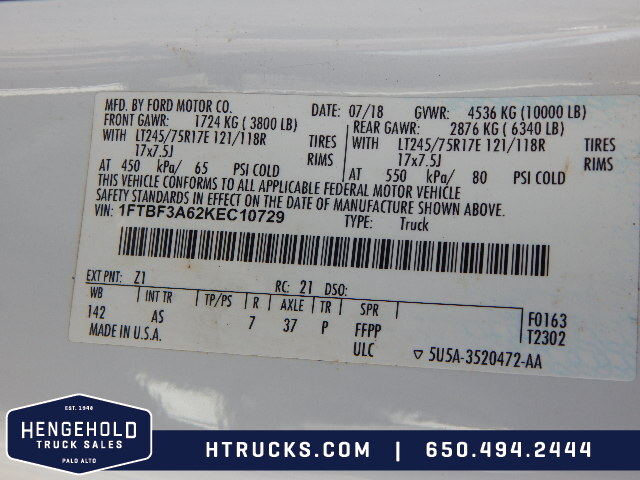 MFD. BY FORD MOTOR CO. DATE: 07/18 GVWR: 4536 KG (10000 LB)
FRONT GAWR: 1724 KG (3800 LB) REAR GAWR: 2876 KG (6340 LB)
WITH LT245/75R17E 121/118R TIRES WITH LT245/75R17E 121/118R TIRES
17x7.5J RIMS 17x7.5J RIMS
AT 450 kPa/ 65 PSI COLD AT 550 kPa/ 80 PSI COLD
THIS VEHICLE CONFORMS TO ALL APPLICABLE FEDERAL MOTOR VEHICLE
SAFETY STANDARDS IN EFFECT ON THE DATE OF MANUFACTURE SHOWN ABOVE.
VIN: 1FTBF3A62KEC10729 TYPE: Truck
EXT PNT: Z1 RC: 21 DSO:
WB INT TR TP/PS R AXLE TR SPR F0163
142 AS 7 37 P FFPP T2302
MADE IN U.S.A. ULC ▽ 5U5A-3520472-AA
EST. 1940
HENGEHOLD
TRUCK SALES
PALO ALTO
HTRUCKS.COM | 650.494.2444